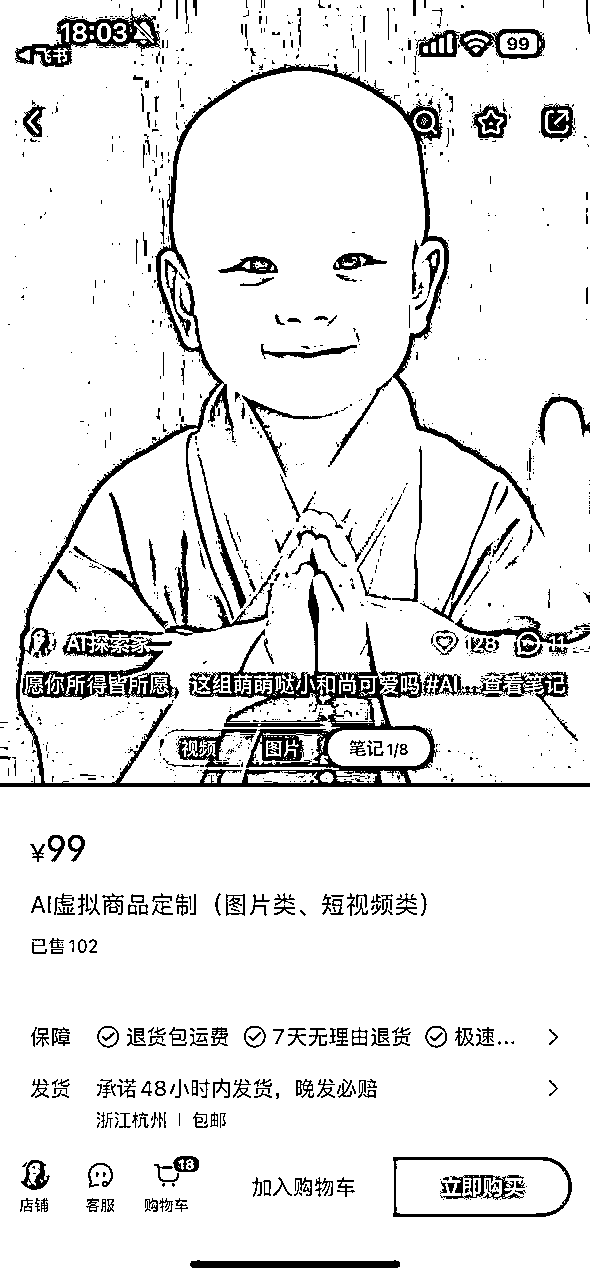 18:03
飞书
99
AI探索家
128
11
愿你所得皆所愿，这组萌萌哒小和尚可爱吗 #AI... 查看笔记
视频 图片 笔记1/8
¥99
AI虚拟商品定制（图片类、短视频类）
已售102
保障 退货包运费 7天无理由退货 极速...
发货 承诺48小时内发货，晚发必赔
浙江杭州 | 包邮
18
店铺 客服 购物车 加入购物车 立即购买